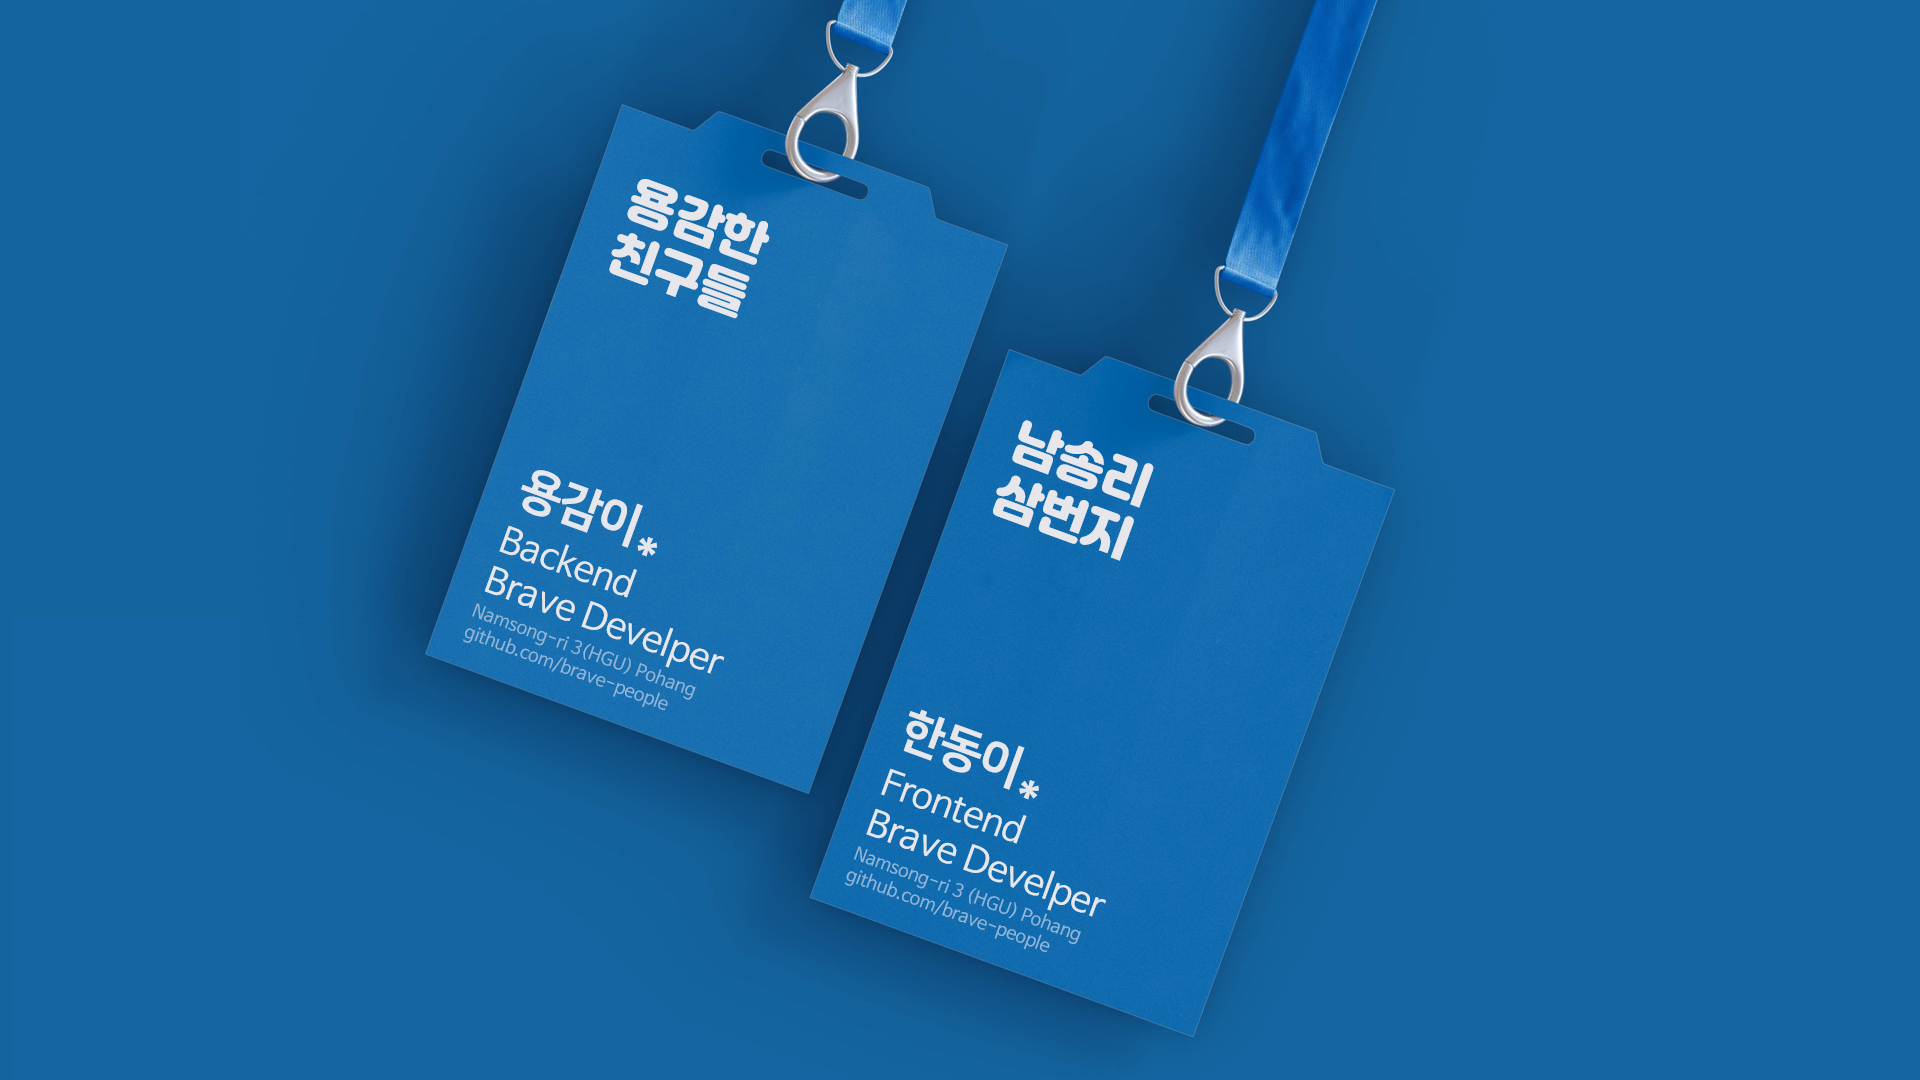 용감한
친구들
용감이*
Backend
Brave Develper
Namsong-ri 3(HGU) Pohang
github.com/brave-people
남송리
삼번지
한동이*
Frontend
Brave Develper
Namsong-ri 3 (HGU) Pohang
github.com/brave-people